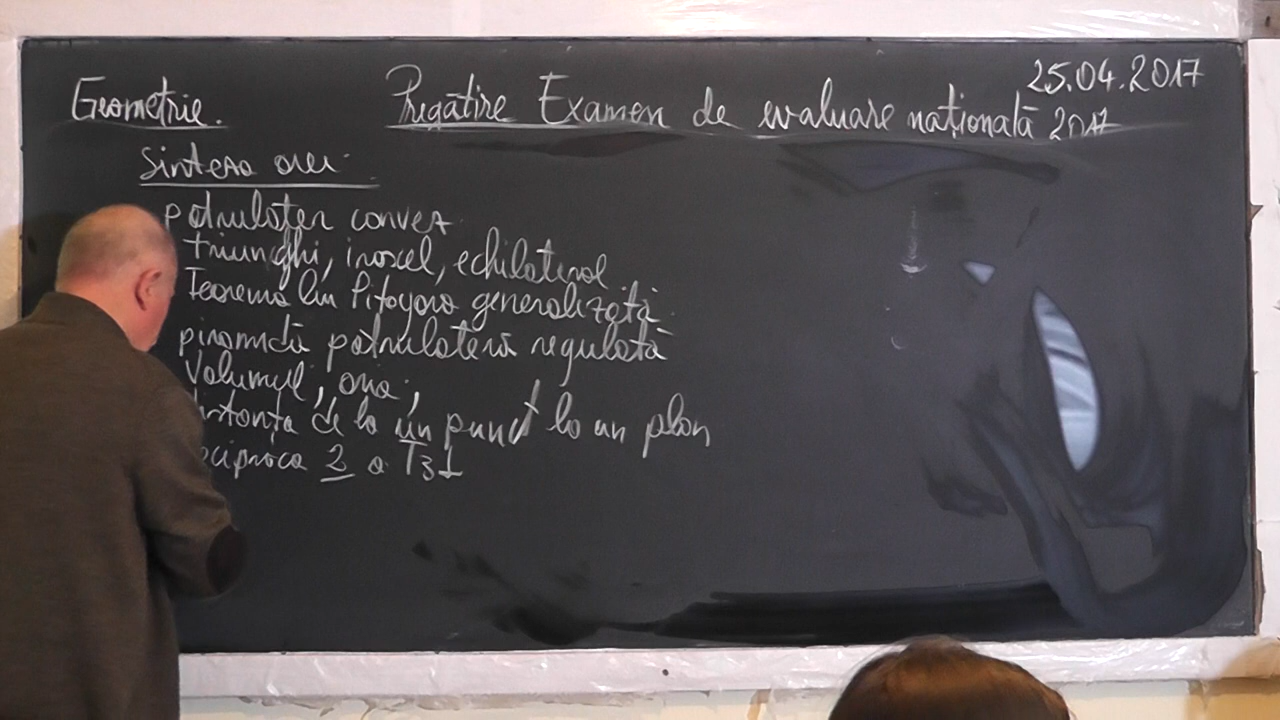 25.04.2017
Geometrie. Pregătire Examen de evaluare națională 2017
Sinteza orei.
patrulater convex
triunghi, isoscel, echilateral
Teorema lui Pitagora generalizată.
piramidă patrulateră regulată
Volumul, aria,
distanța de la un punct la un plan
reciproca 2 a T3⊥